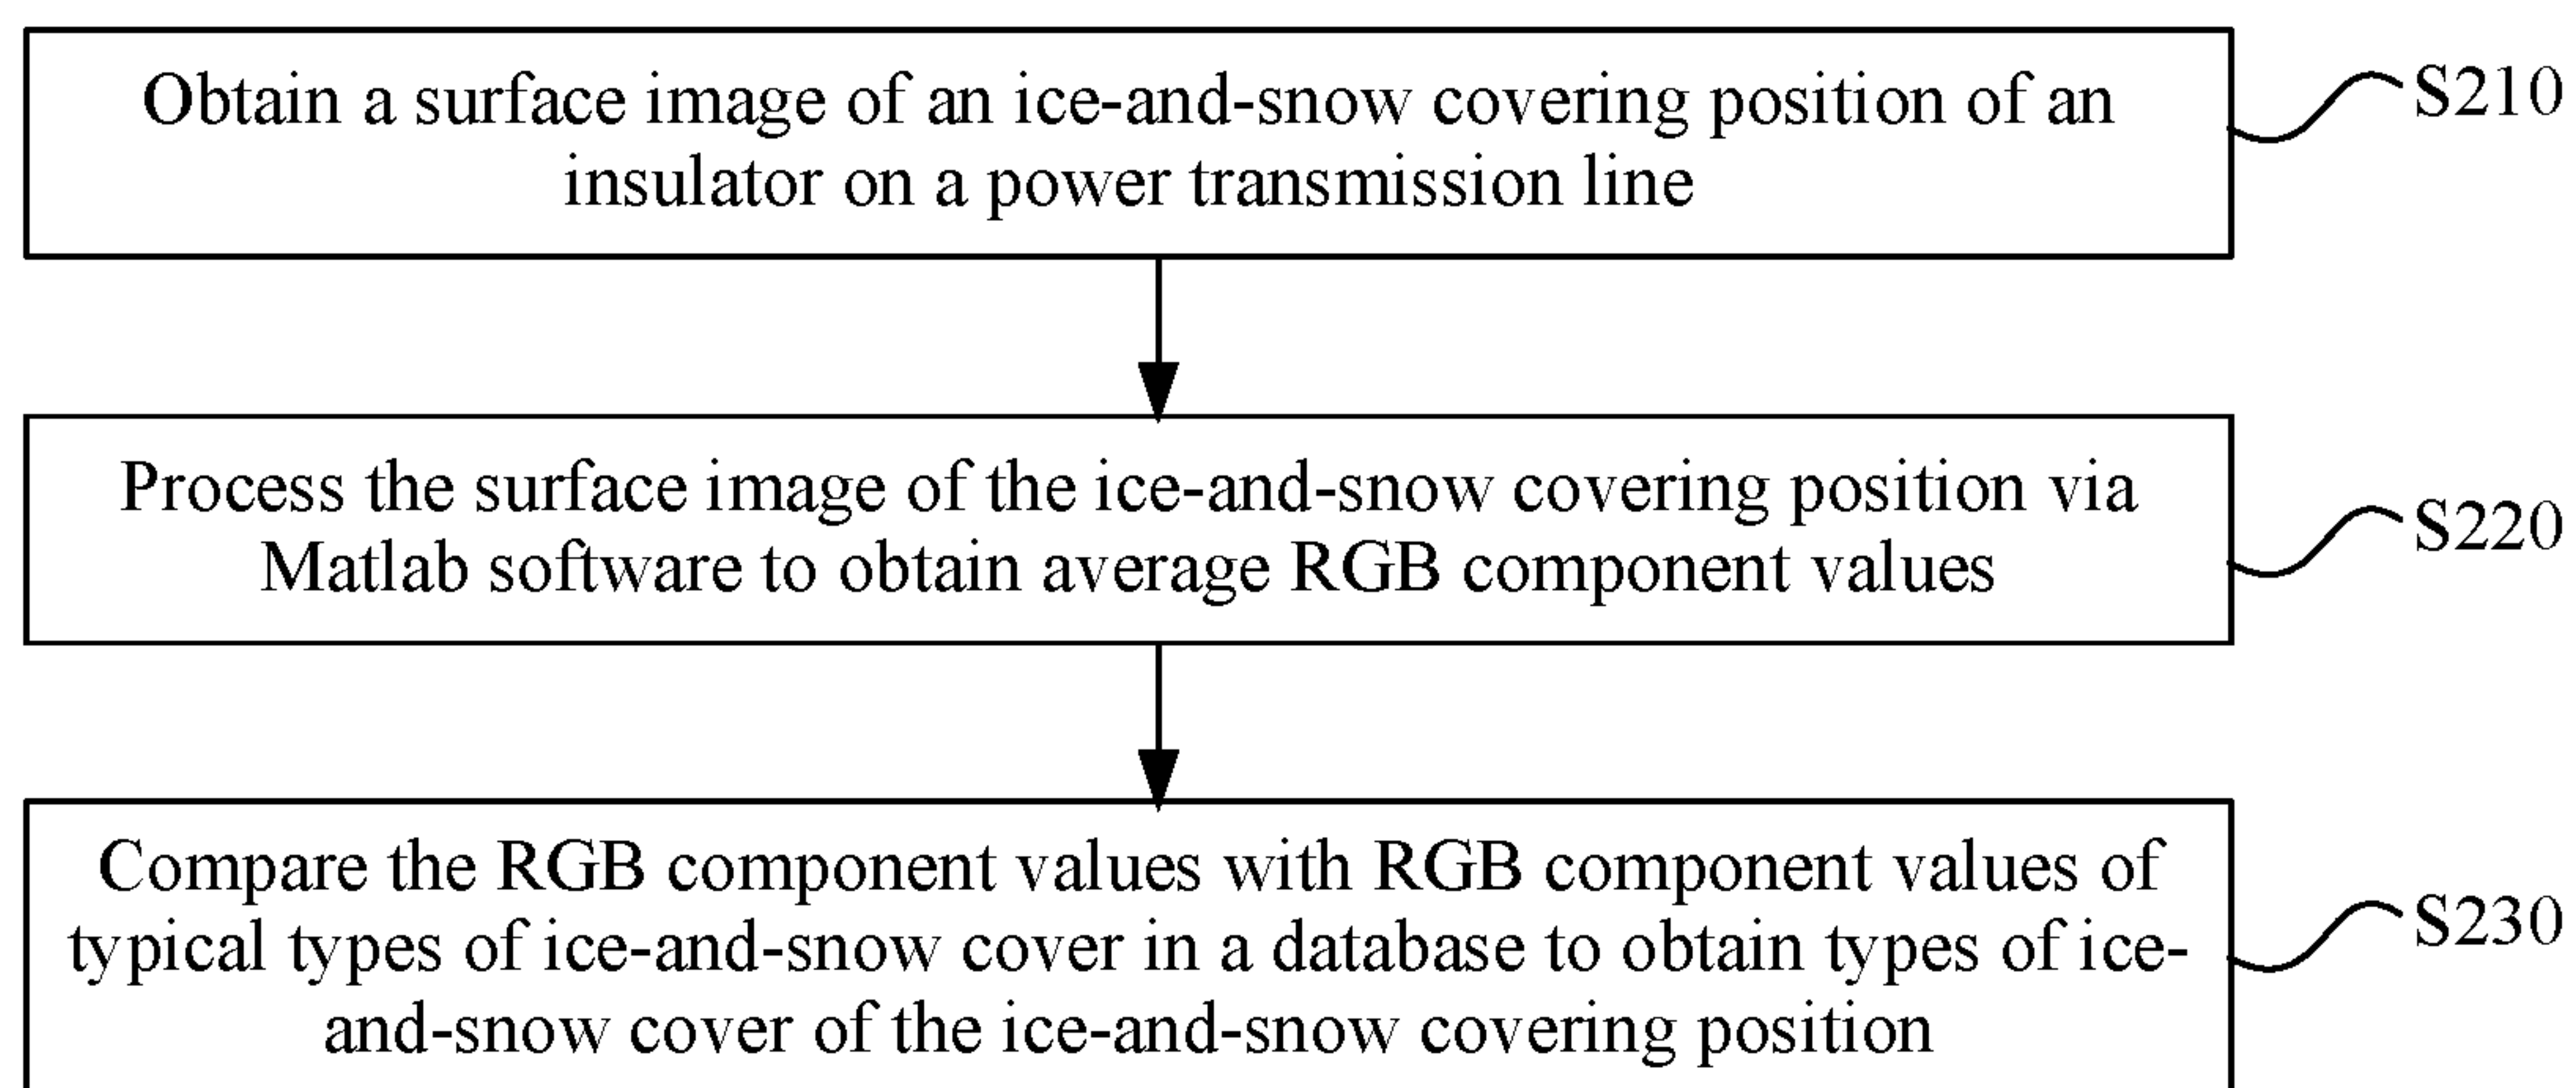 Obtain a surface image of an ice-and-snow covering position of an
insulator on a power transmission line
S210
Process the surface image of the ice-and-snow covering position via
Matlab software to obtain average RGB component values
S220
Compare the RGB component values with RGB component values of
typical types of ice-and-snow cover in a database to obtain types of ice-
and-snow cover of the ice-and-snow covering position
S230